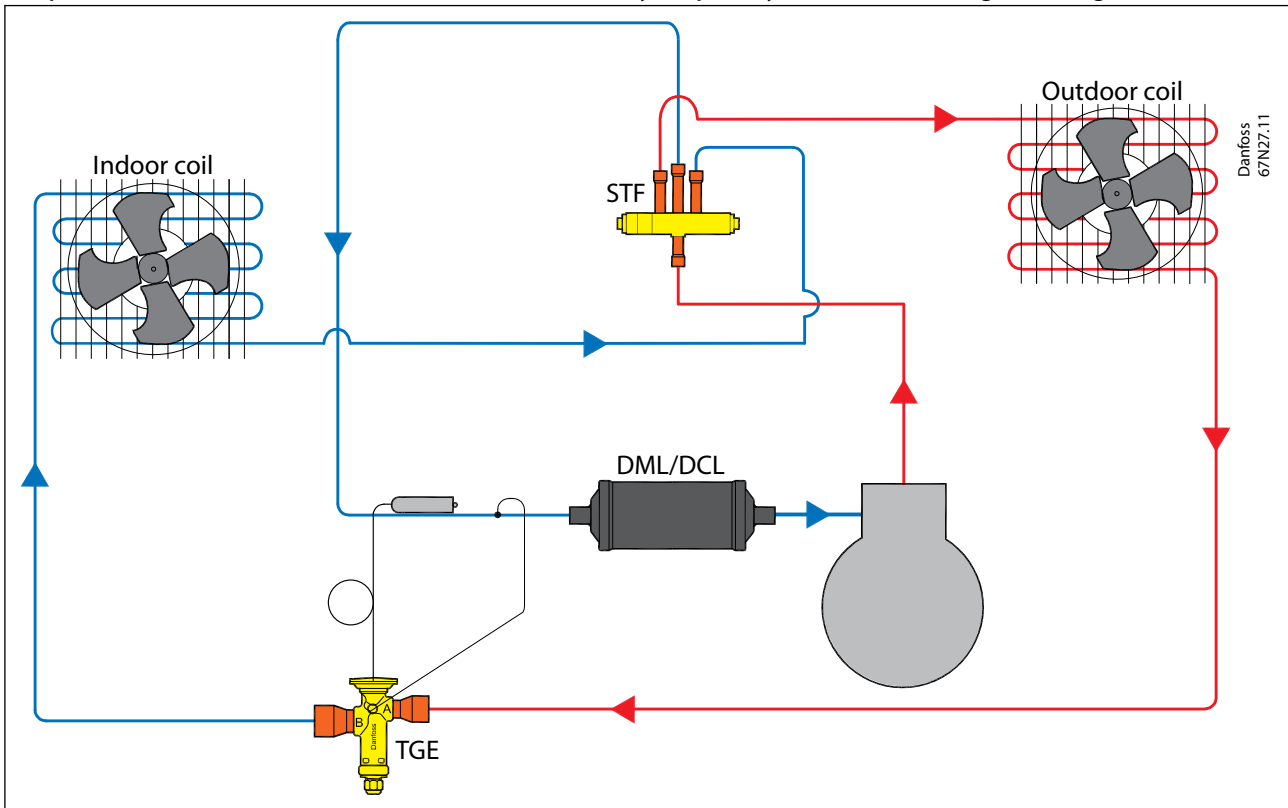 Outdoor coil
Danfoss
67N27.11
Indoor coil
STF
DML/DCL
B A
Danfoss
TGE